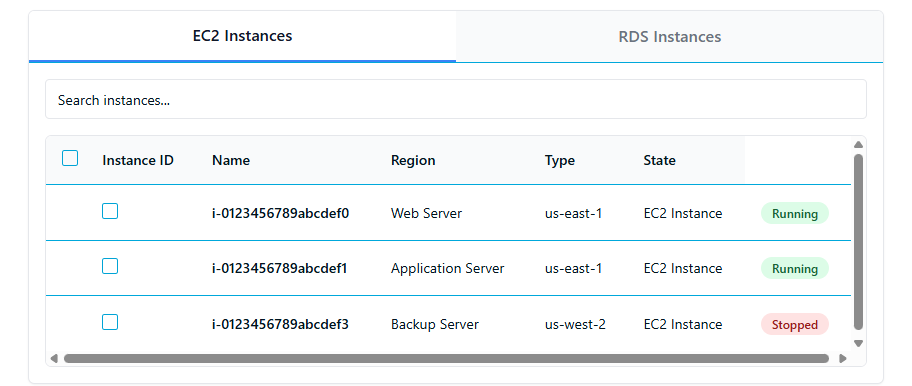 EC2 Instances RDS Instances
Search instances...
Instance ID Name Region Type State
i-0123456789abcdef0 Web Server us-east-1 EC2 Instance Running
i-0123456789abcdef1 Application Server us-east-1 EC2 Instance Running
i-0123456789abcdef3 Backup Server us-west-2 EC2 Instance Stopped